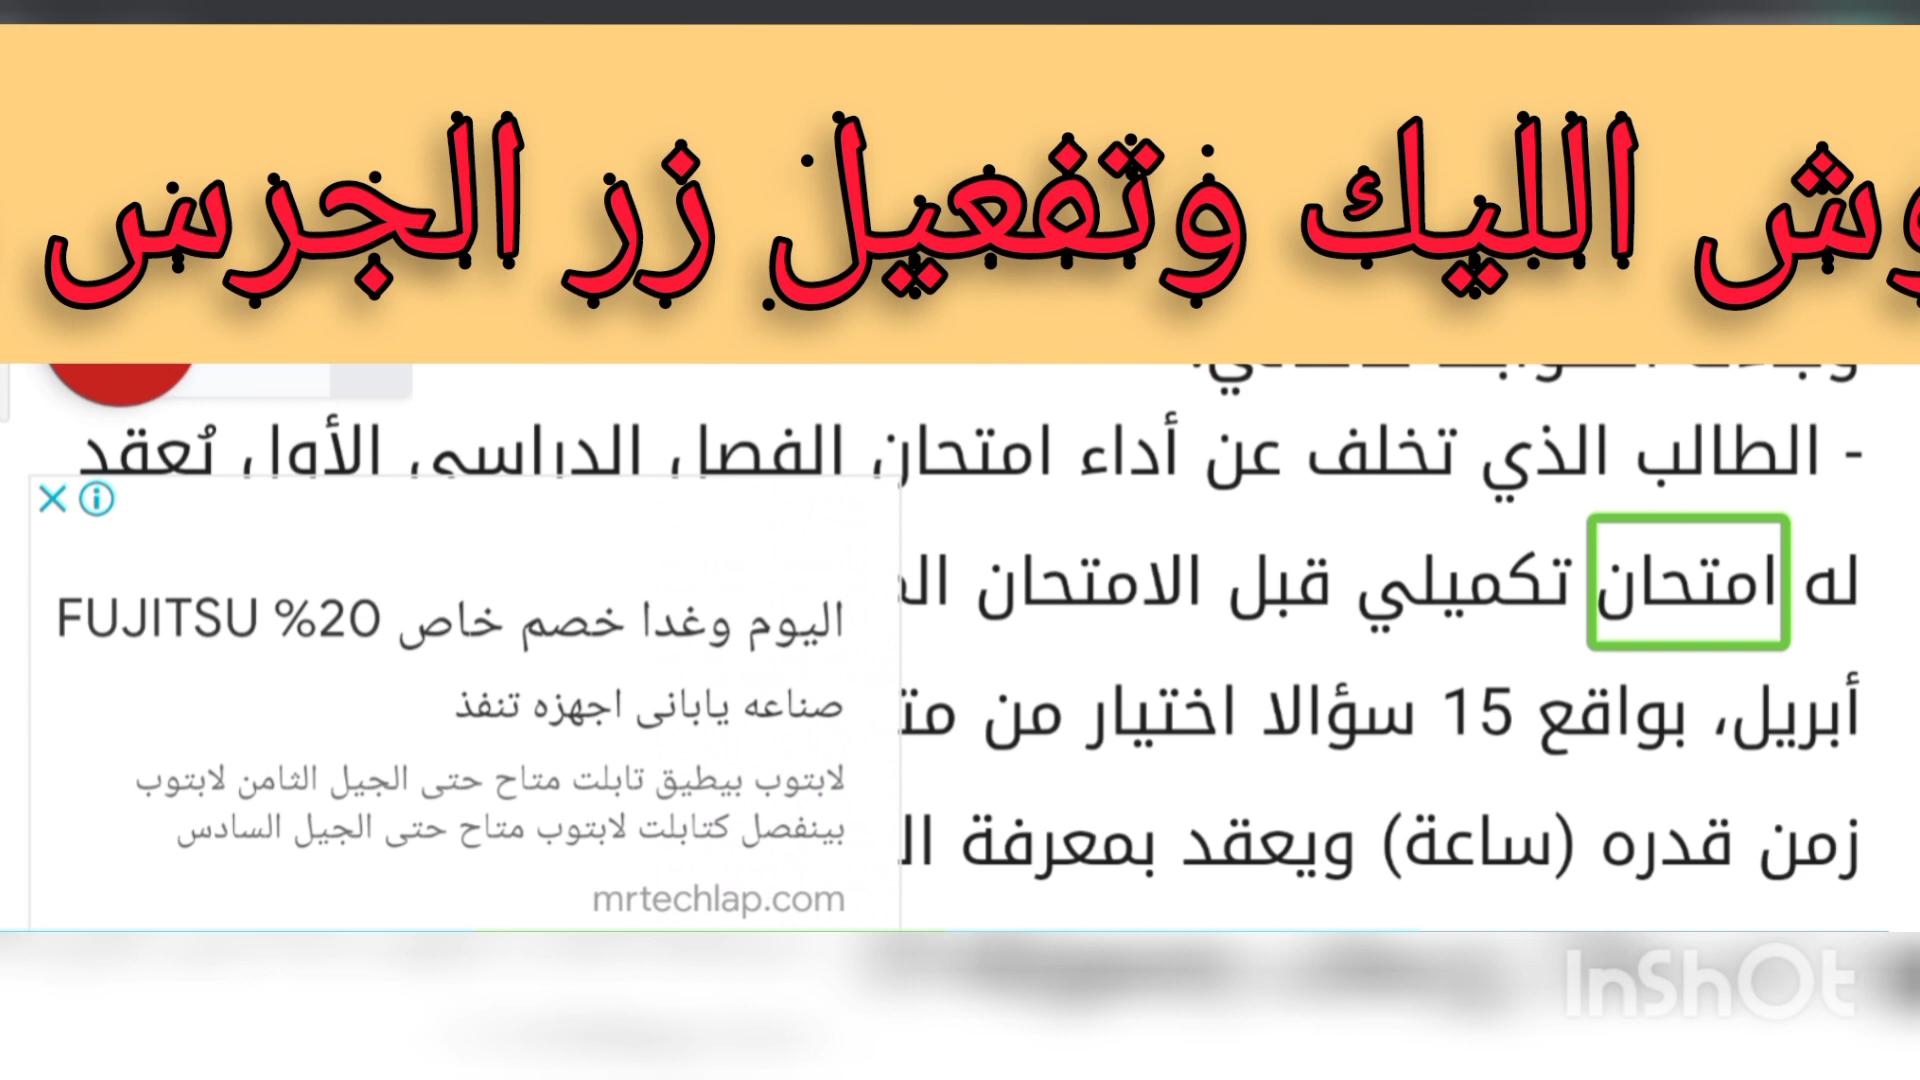 الليك وتفعيل زر الجرس
- الطالب الذي تخلف عن أداء امتحان الفصل الدراسي الأول يُعقد
له امتحان تكميلي قبل الامتحان
أبريل، بواقع 15 سؤالا اختيار من
زمن قدره (ساعة) ويعقد بمعرفة
اليوم وغدا خصم خاص 20% FUJITSU
صناعه يابانى اجهزه تنفذ
لابتوب بيطيق تابلت متاح حتى الجيل الثامن لابتوب
بينفصل كتابلت لابتوب متاح حتى الجيل السادس
mrtechlap.com
InShOt